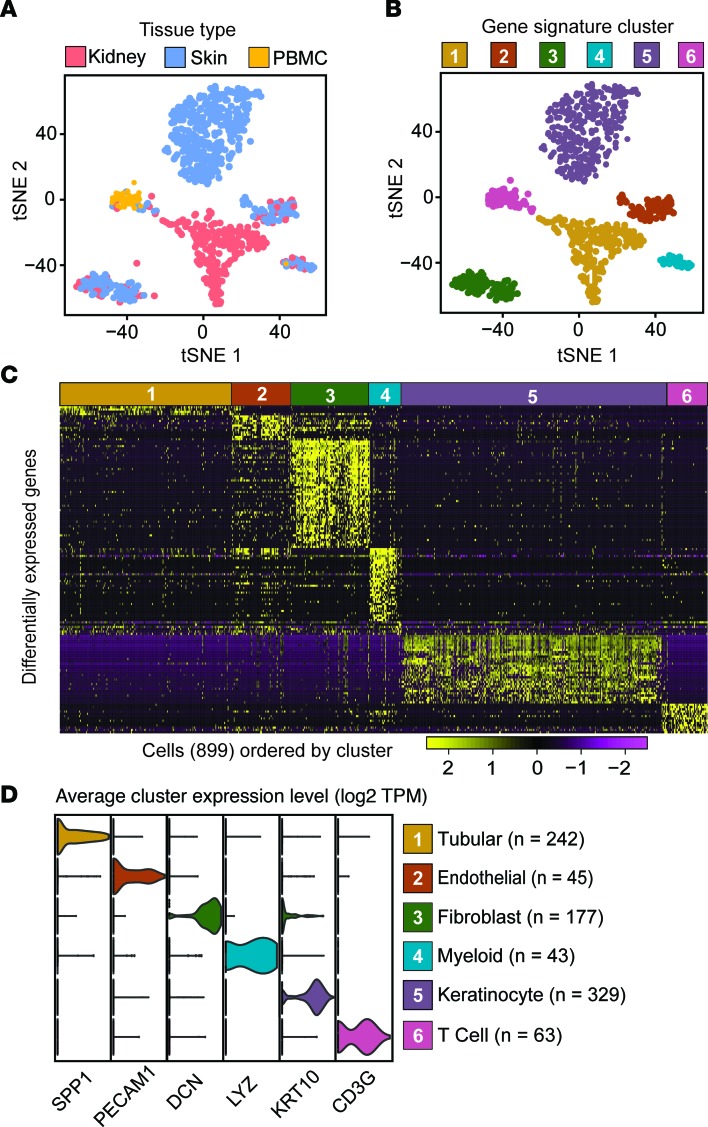 A
Tissue type
Kidney Skin PBMC
tSNE 2
40
0
−40
−40 0 40
tSNE 1
B
Gene signature cluster
1 2 3 4 5 6
tSNE 2
40
0
−40
−40 0 40
tSNE 1
C
1 2 3 4 5 6
Differentially expressed genes
Cells (899) ordered by cluster
2 1 0 −1 −2
D
Average cluster expression level (log2 TPM)
1 Tubular (n = 242)
2 Endothelial (n = 45)
3 Fibroblast (n = 177)
4 Myeloid (n = 43)
5 Keratinocyte (n = 329)
6 T Cell (n = 63)
SPP1 PECAM1 DCN LYZ KRT10 CD3G